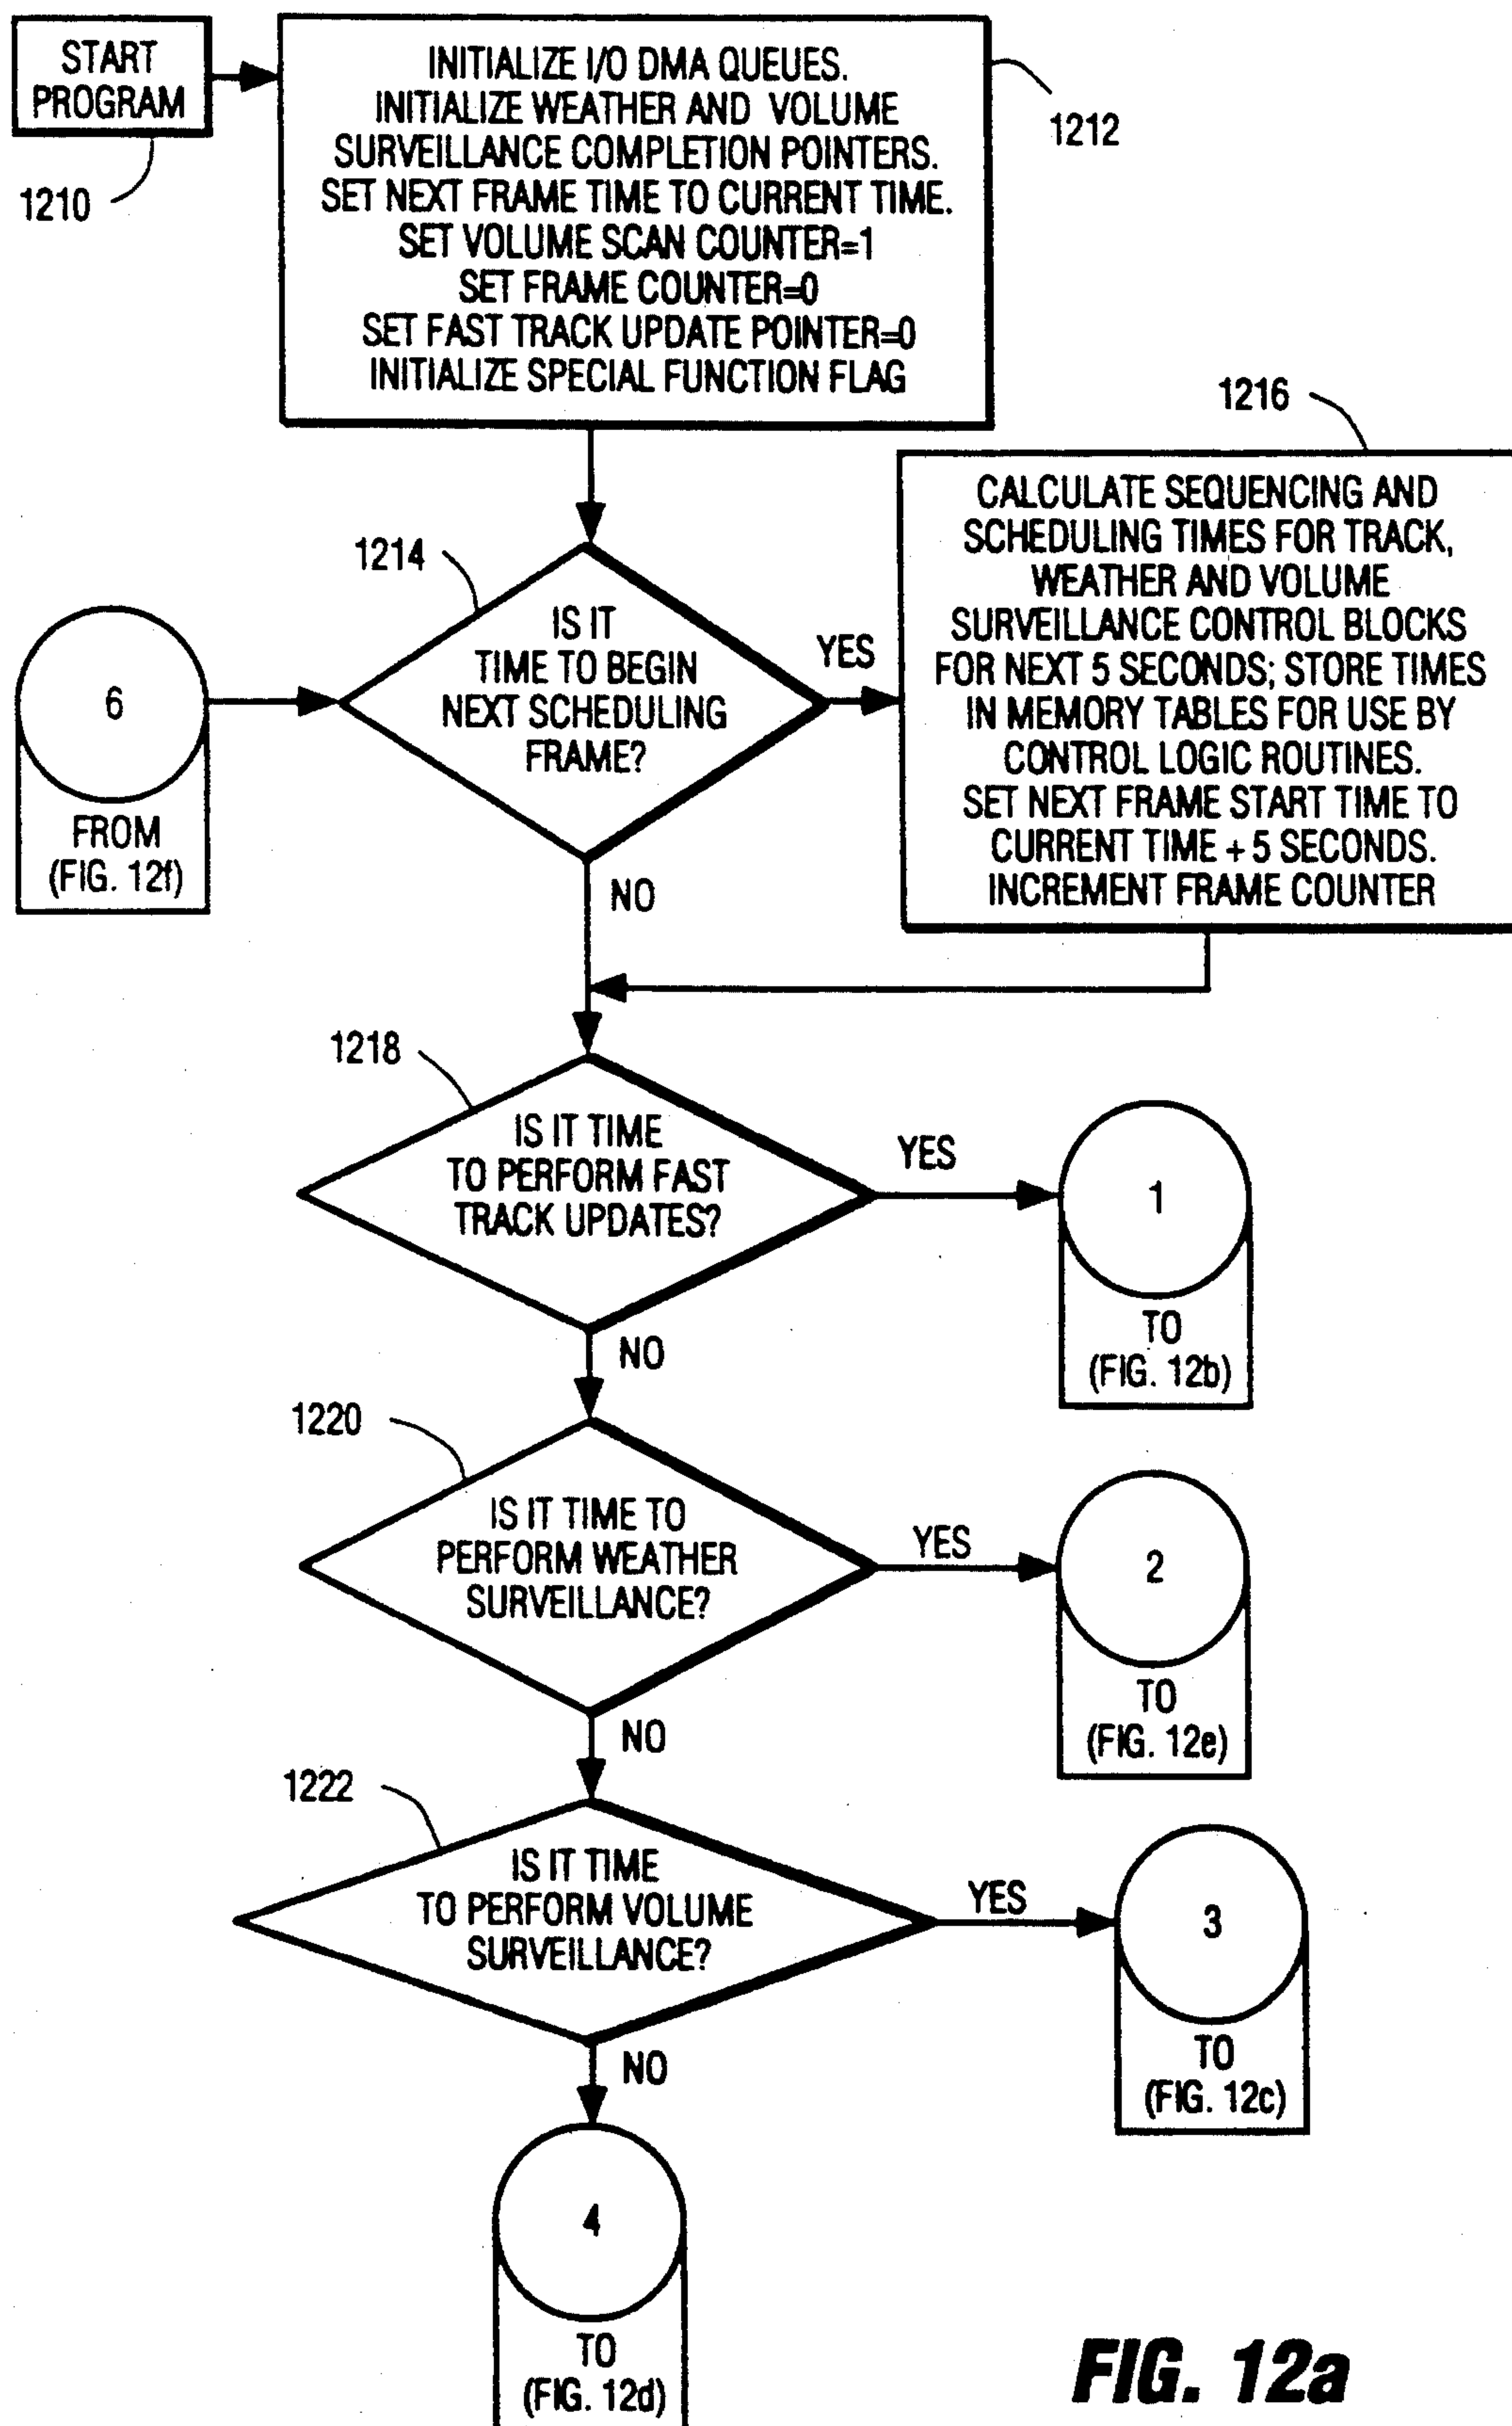 START
PROGRAM
1210
INITIALIZE I/O DMA QUEUES.
INITIALIZE WEATHER AND VOLUME
SURVEILLANCE COMPLETION POINTERS.
SET NEXT FRAME TIME TO CURRENT TIME.
SET VOLUME SCAN COUNTER=1
SET FRAME COUNTER=0
SET FAST TRACK UPDATE POINTER=0
INITIALIZE SPECIAL FUNCTION FLAG
1212
1214
IS IT
TIME TO BEGIN
NEXT SCHEDULING
FRAME?
YES
NO
6
FROM
(FIG. 12f)
1216
CALCULATE SEQUENCING AND
SCHEDULING TIMES FOR TRACK,
WEATHER AND VOLUME
SURVEILLANCE CONTROL BLOCKS
FOR NEXT 5 SECONDS; STORE TIMES
IN MEMORY TABLES FOR USE BY
CONTROL LOGIC ROUTINES.
SET NEXT FRAME START TIME TO
CURRENT TIME + 5 SECONDS.
INCREMENT FRAME COUNTER
1218
IS IT TIME
TO PERFORM FAST
TRACK UPDATES?
YES
1
TO
(FIG. 12b)
NO
1220
IS IT TIME TO
PERFORM WEATHER
SURVEILLANCE?
YES
2
TO
(FIG. 12e)
NO
1222
IS IT TIME
TO PERFORM VOLUME
SURVEILLANCE?
YES
3
TO
(FIG. 12c)
NO
4
TO
(FIG. 12d)
FIG. 12a